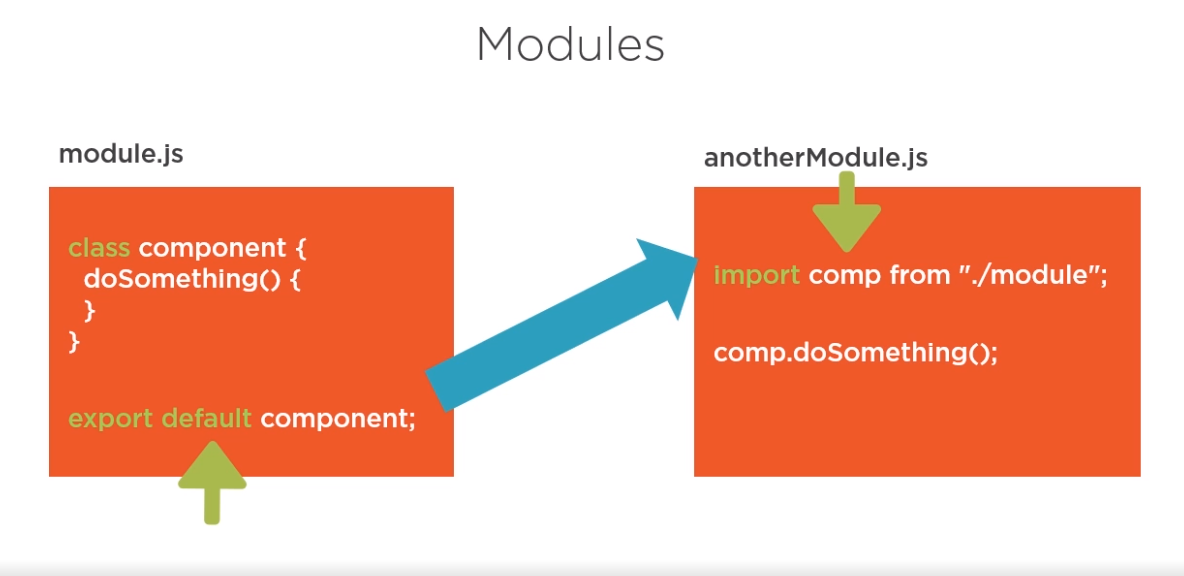 Modules
module.js
class component {
doSomething() {
}
}
export default component;
anotherModule.js
import comp from "./module";
comp.doSomething();